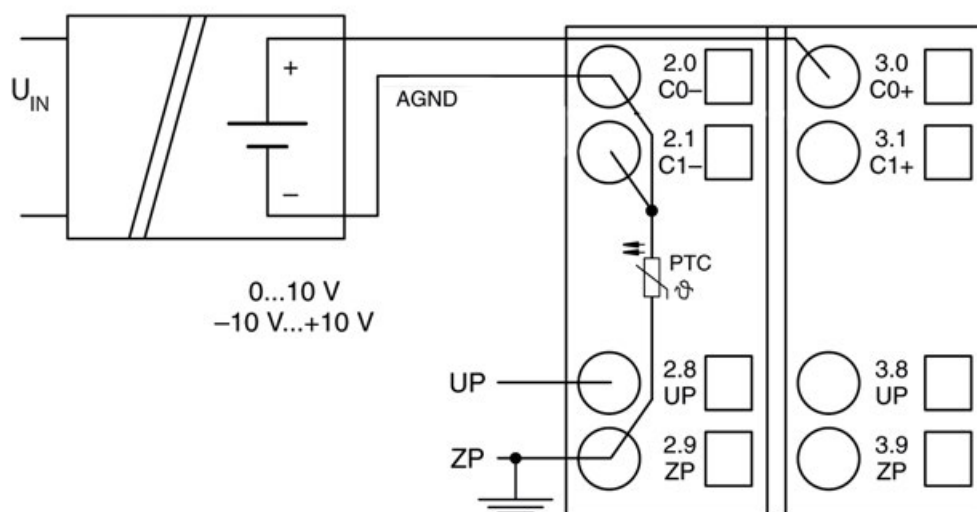 U_IN
+
–
AGND
0...10 V
–10 V...+10 V
2.0
C0–
3.0
C0+
2.1
C1–
3.1
C1+
PTC
ϑ
UP
2.8
UP
3.8
UP
ZP
2.9
ZP
3.9
ZP